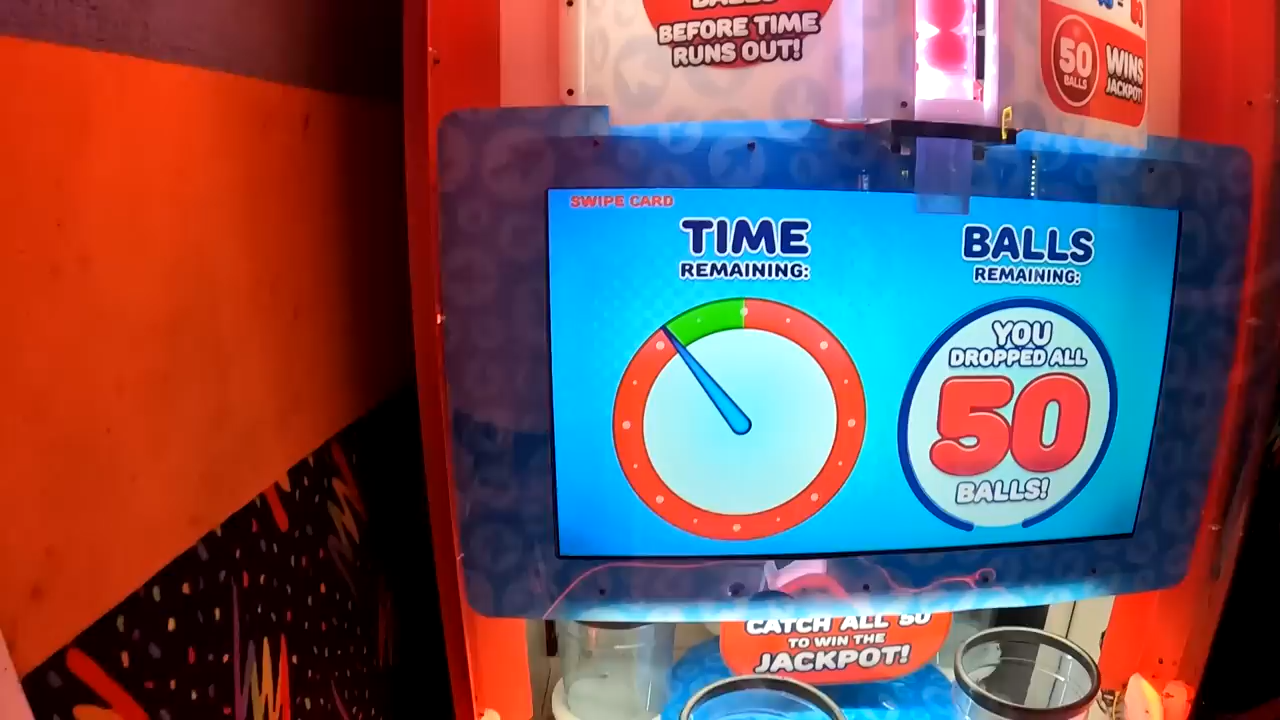 BALLS
BEFORE TIME
RUNS OUT!
50
BALLS
WINS
JACKPOT!
SWIPE CARD
TIME
REMAINING:
BALLS
REMAINING:
YOU
DROPPED ALL
50
BALLS!
CATCH ALL 50
TO WIN THE
JACKPOT!